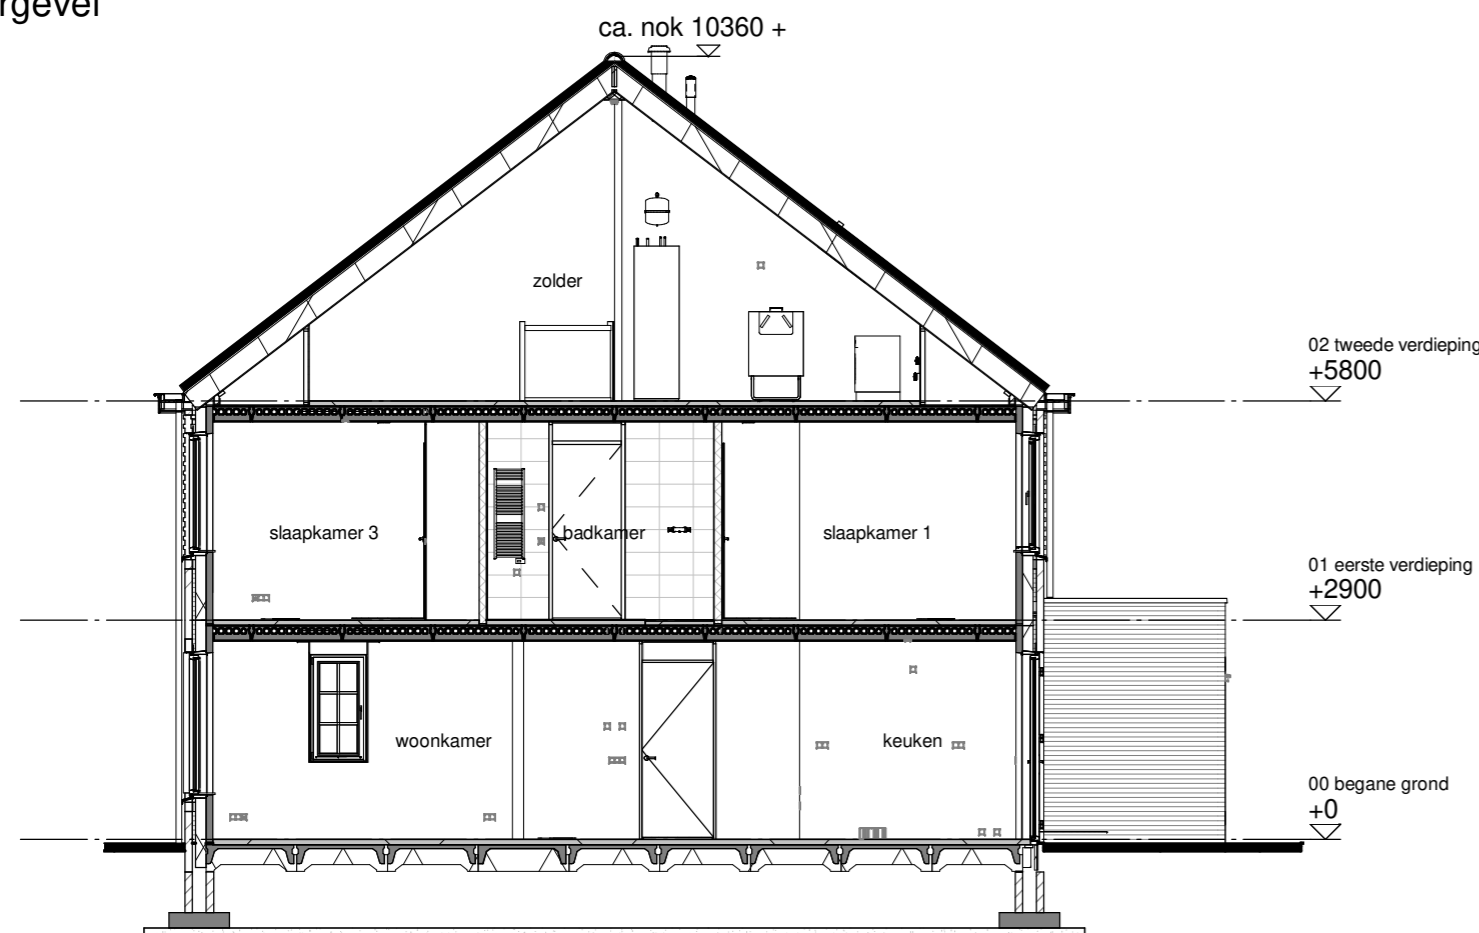 ca. nok 10360 +
zolder
02 tweede verdieping
+5800
slaapkamer 3
badkamer
slaapkamer 1
01 eerste verdieping
+2900
woonkamer
keuken
00 begane grond
+0